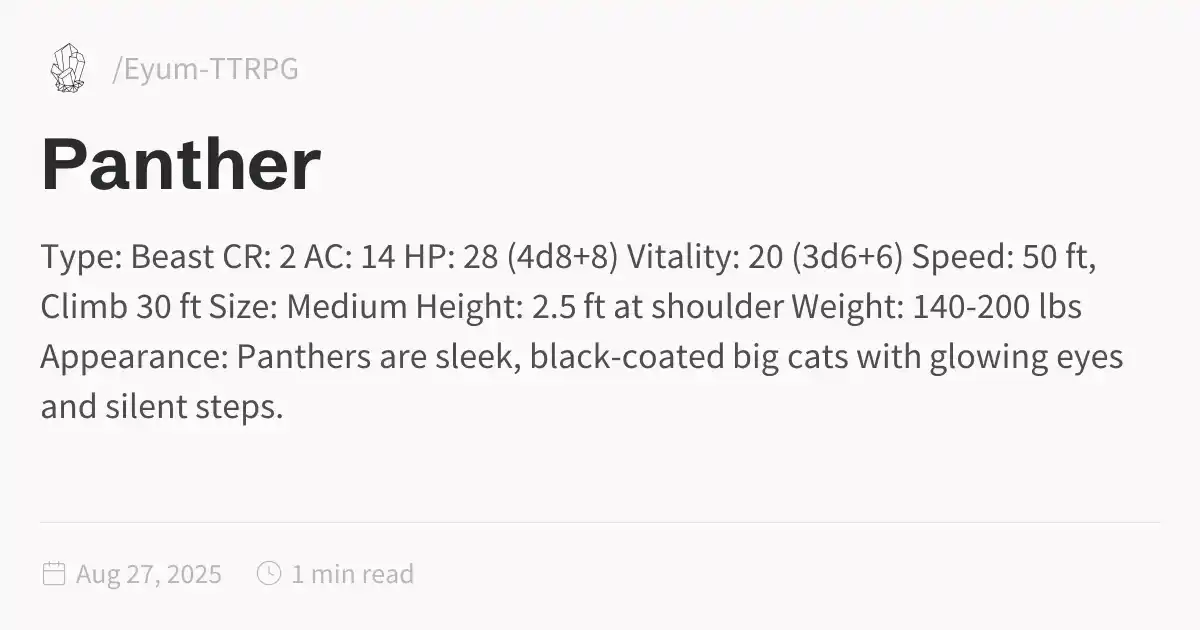 /Eyum-TTRPG
Panther
Type: Beast CR: 2 AC: 14 HP: 28 (4d8+8) Vitality: 20 (3d6+6) Speed: 50 ft,
Climb 30 ft Size: Medium Height: 2.5 ft at shoulder Weight: 140-200 lbs
Appearance: Panthers are sleek, black-coated big cats with glowing eyes
and silent steps.
Aug 27, 2025 1 min read